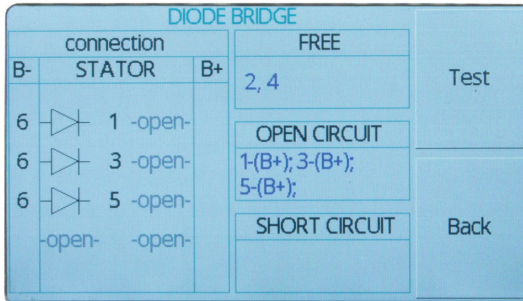 DIODE BRIDGE
connection
B- STATOR B+
6 1 -open-
6 3 -open-
6 5 -open-
-open- -open-
FREE
2, 4
OPEN CIRCUIT
1-(B+); 3-(B+);
5-(B+);
SHORT CIRCUIT
Test
Back